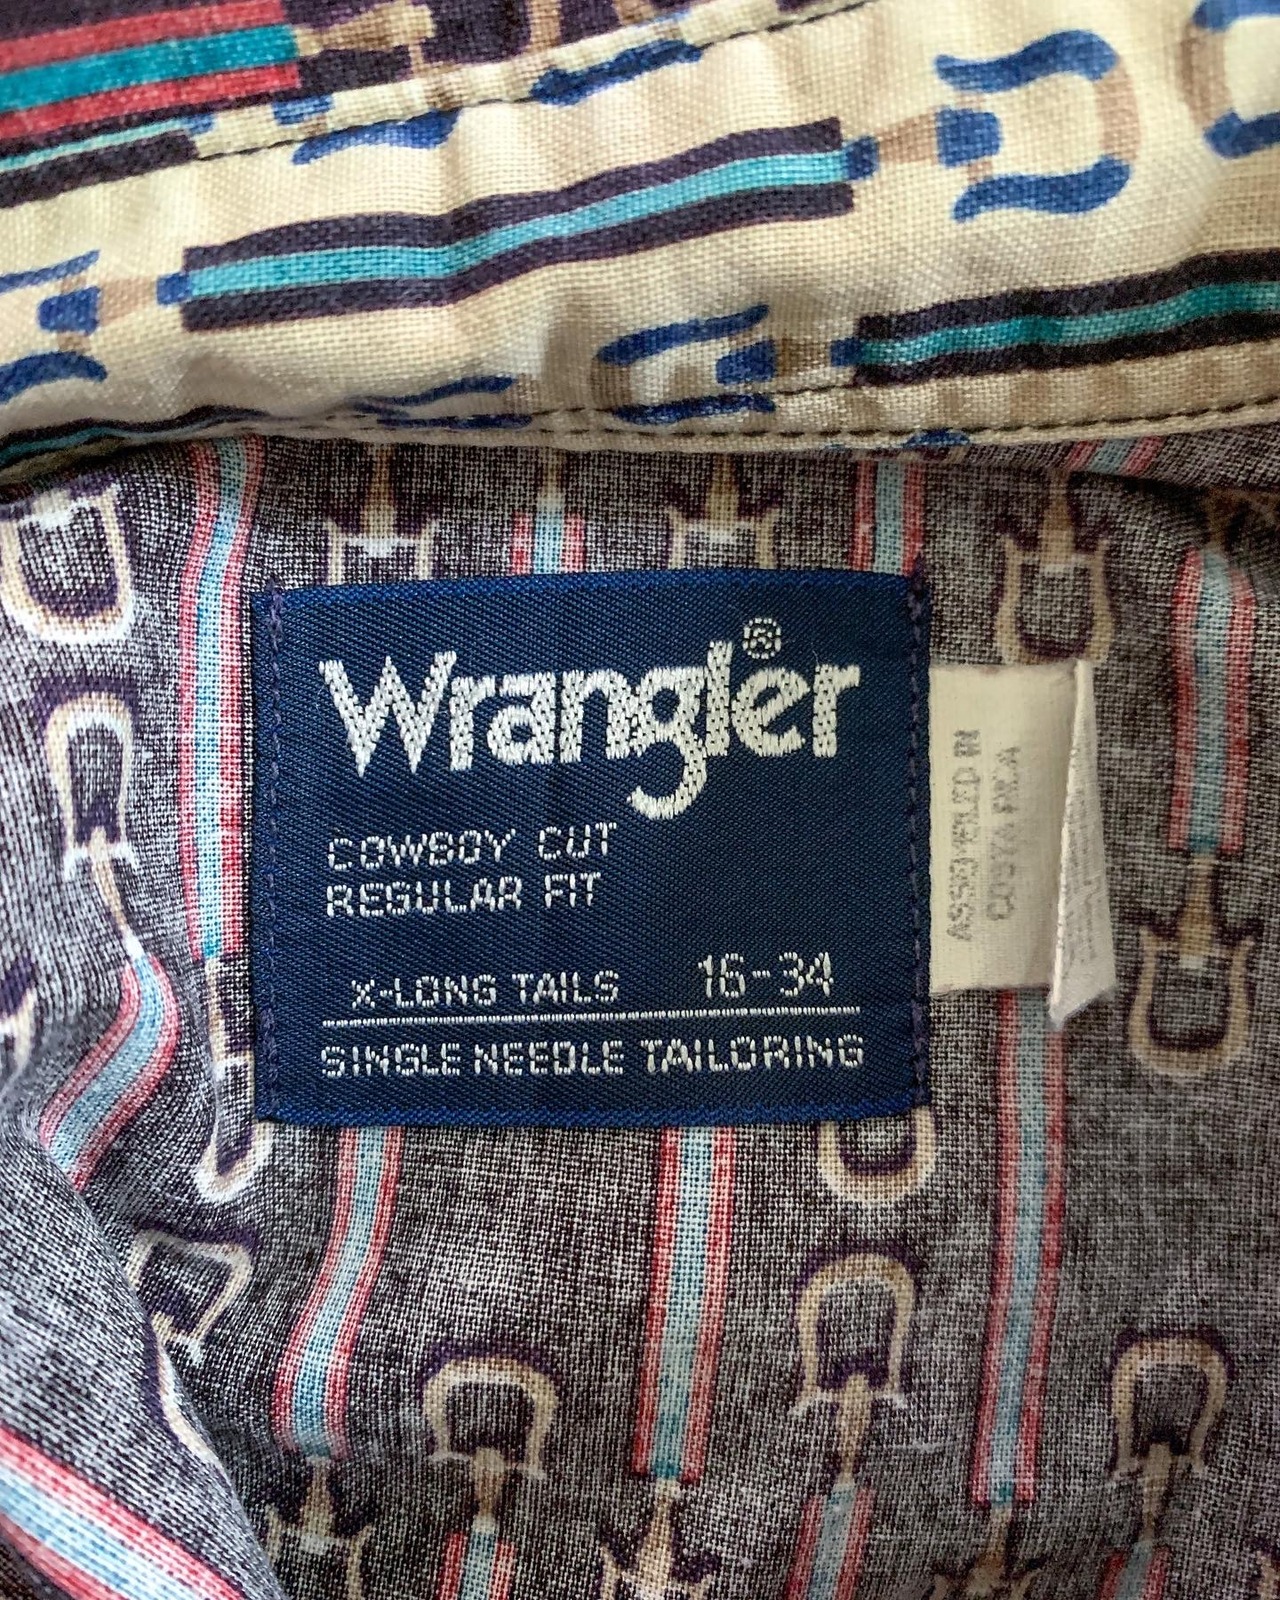 Wrangler®
COWBOY CUT
REGULAR FIT
X-LONG TAILS 16-34
SINGLE NEEDLE TAILORING
ASSEMBLED IN
COSTA RICA